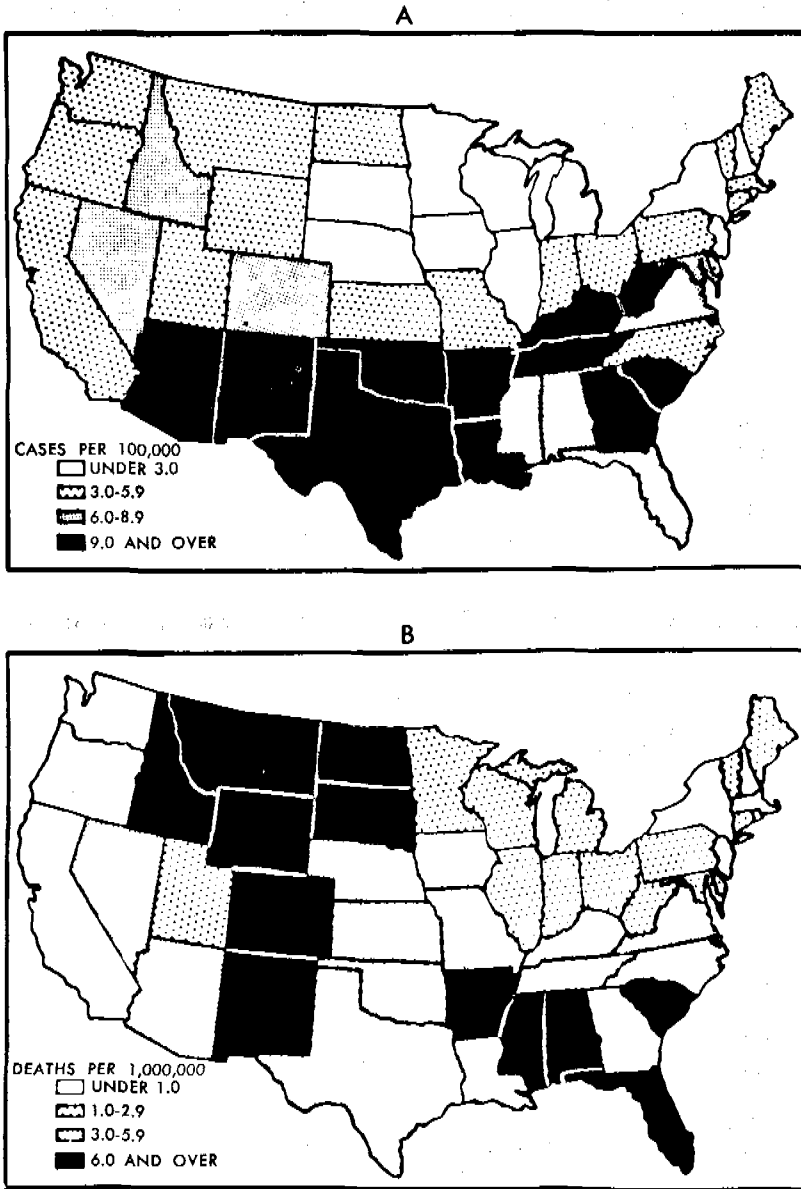 A
CASES PER 100,000
UNDER 3.0
3.0-5.9
6.0-8.9
9.0 AND OVER
B
DEATHS PER 1,000,000
UNDER 1.0
1.0-2.9
3.0-5.9
6.0 AND OVER